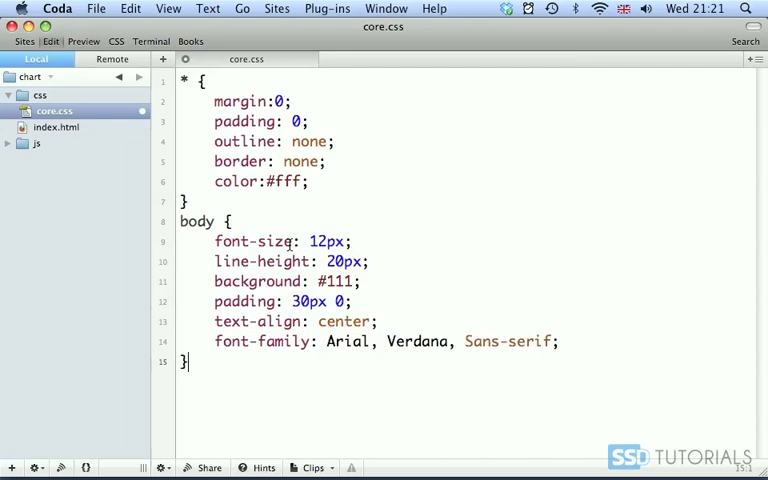 Coda File Edit View Text Go Sites Plug-ins Window Help Wed 21:21
core.css
Sites Edit Preview CSS Terminal Books Search
Local Remote + core.css
chart
css
core.css
index.html
js
1 * {
2 margin:0;
3 padding: 0;
4 outline: none;
5 border: none;
6 color:#fff;
7 }
8 body {
9 font-size: 12px;
10 line-height: 20px;
11 background: #111;
12 padding: 30px 0;
13 text-align: center;
14 font-family: Arial, Verdana, Sans-serif;
15 }
SSDTUTORIALS
+ {} Share Hints Clips 15:1